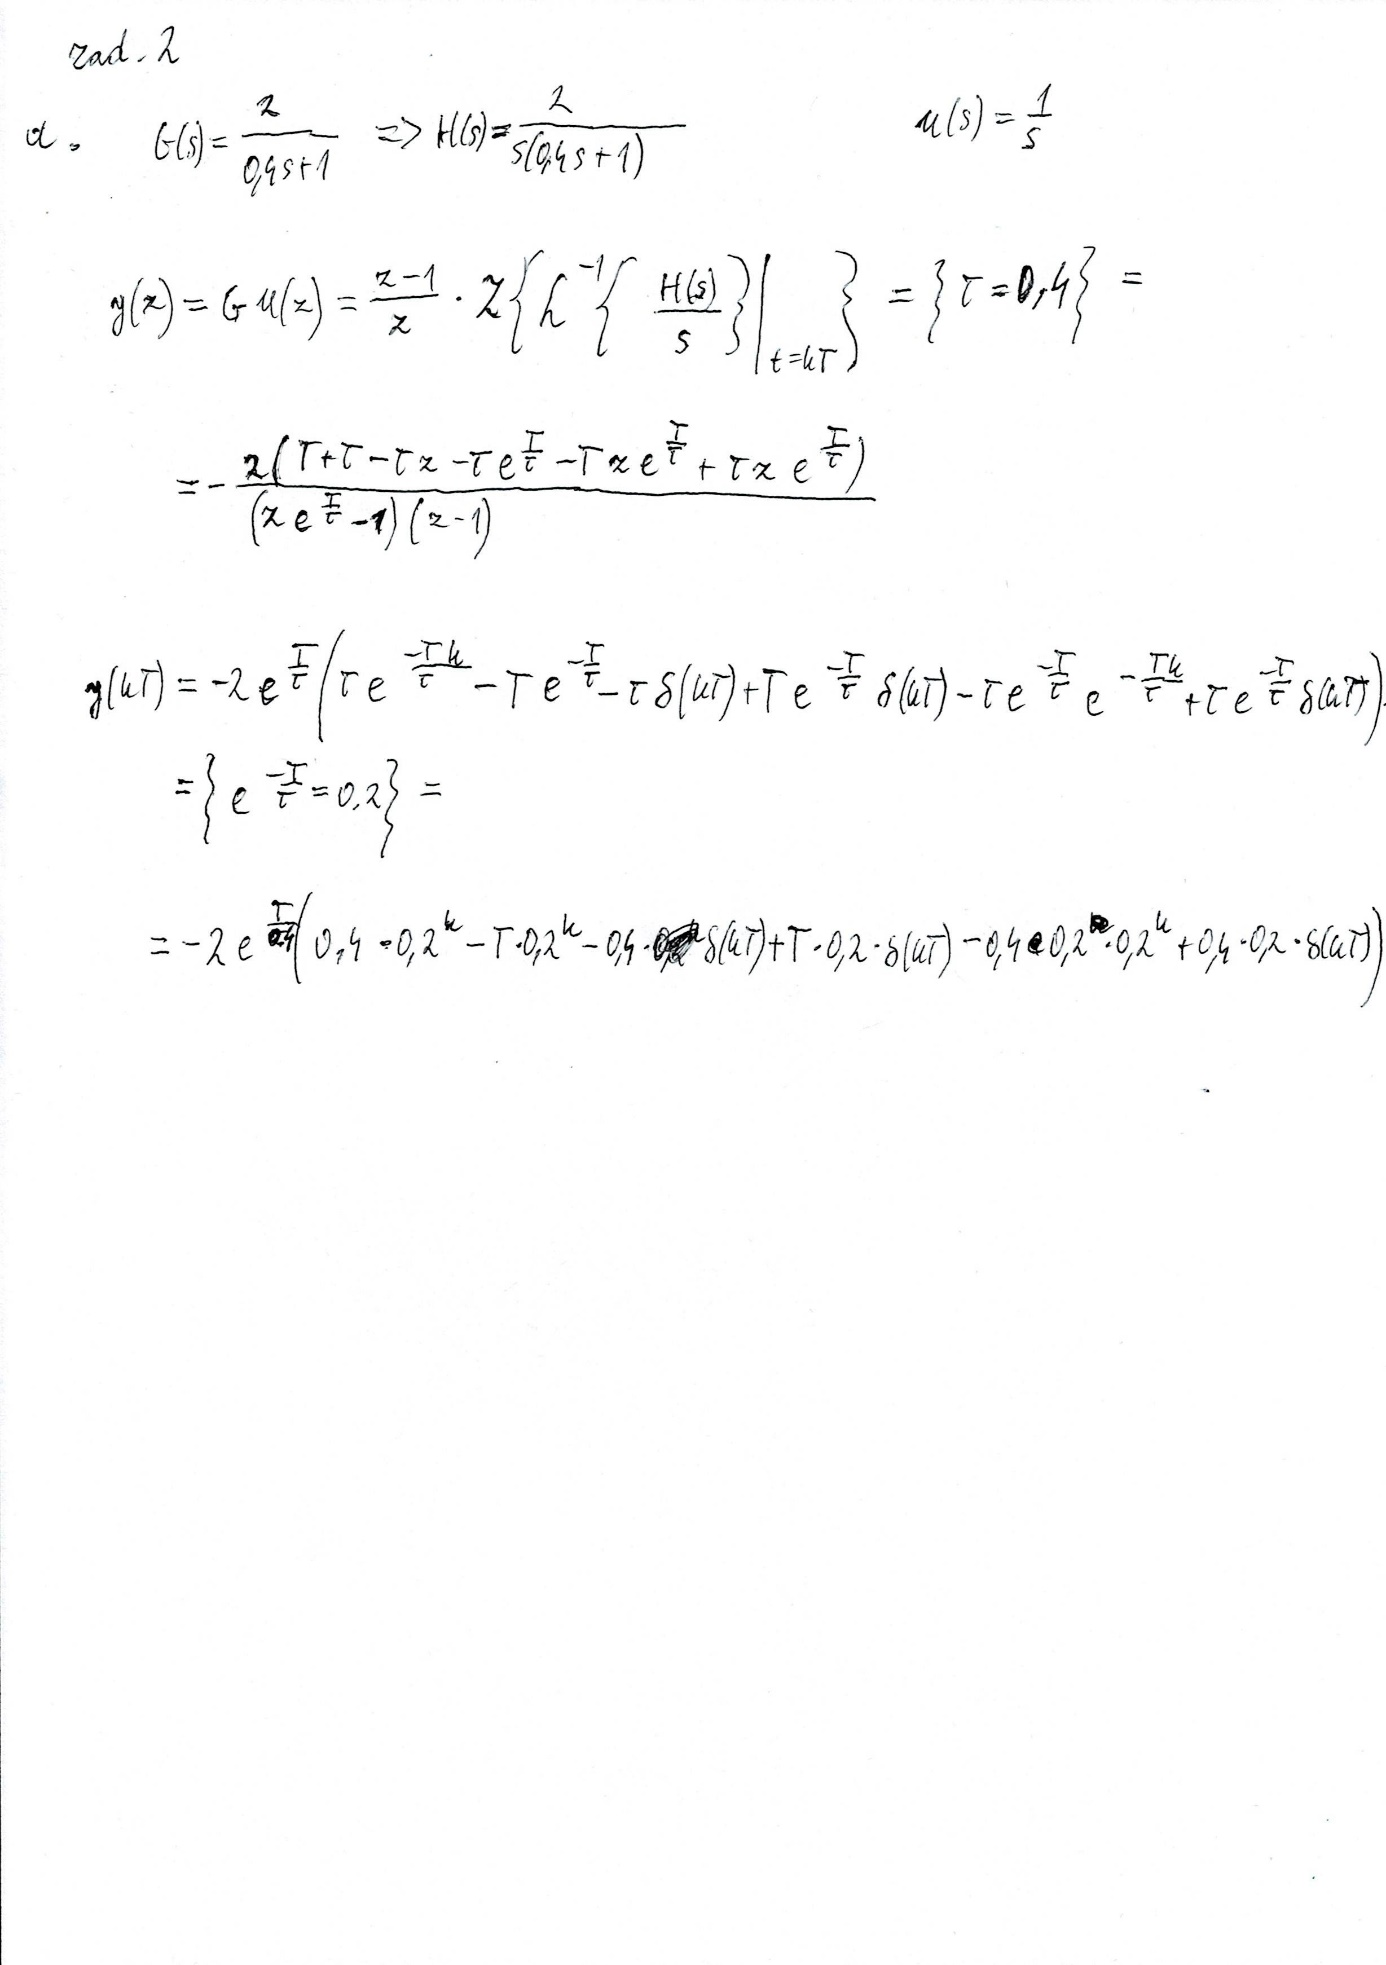 zad. 2
a. G(s) = 2/(0,4s+1) => H(s) = 2/(s(0,4s+1)) u(s) = 1/s
y(z) = G u(z) = (z-1)/z · Z{L^{-1}{H(s)/s}|_{t=kT}} = {τ = 0,4} =
= - 2(T+τ-τz-τe^{T/τ}-Tze^{T/τ}+τze^{T/τ}) / ((ze^{T/τ}-1)(z-1))
y(kT) = -2e^{T/τ}(τe^{-Tk/τ} - Te^{-T/τ} - τδ(kT) + Te^{-T/τ}δ(kT) - τe^{-T/τ}e^{-Tk/τ} + τe^{-T/τ}δ(kT))
= {e^{-T/τ} = 0,2} =
= -2e^{T/0,4}(0,4·0,2^k - T·0,2^k - 0,4·δ(kT) + T·0,2·δ(kT) - 0,4·0,2·0,2^k + 0,4·0,2·δ(kT))